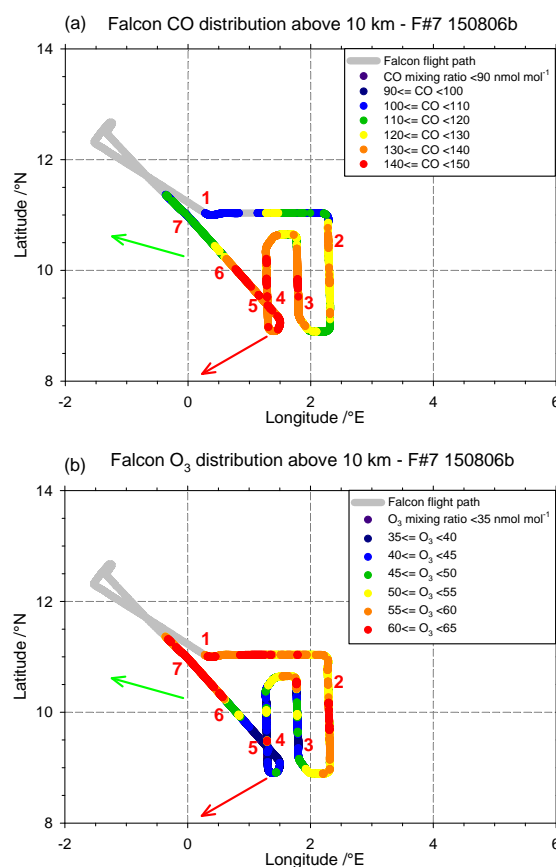 (a) Falcon CO distribution above 10 km - F#7 150806b
14
12
10
8
Latitude /°N
Falcon flight path
CO mixing ratio <90 nmol mol⁻¹
90<= CO <100
100<= CO <110
110<= CO <120
120<= CO <130
130<= CO <140
140<= CO <150
1
2
7
6
5
4
3
-2 0 2 4 6
Longitude /°E
(b) Falcon O₃ distribution above 10 km - F#7 150806b
14
12
10
8
Latitude /°N
Falcon flight path
O₃ mixing ratio <35 nmol mol⁻¹
35<= O₃ <40
40<= O₃ <45
45<= O₃ <50
50<= O₃ <55
55<= O₃ <60
60<= O₃ <65
1
2
7
6
5
4
3
-2 0 2 4 6
Longitude /°E